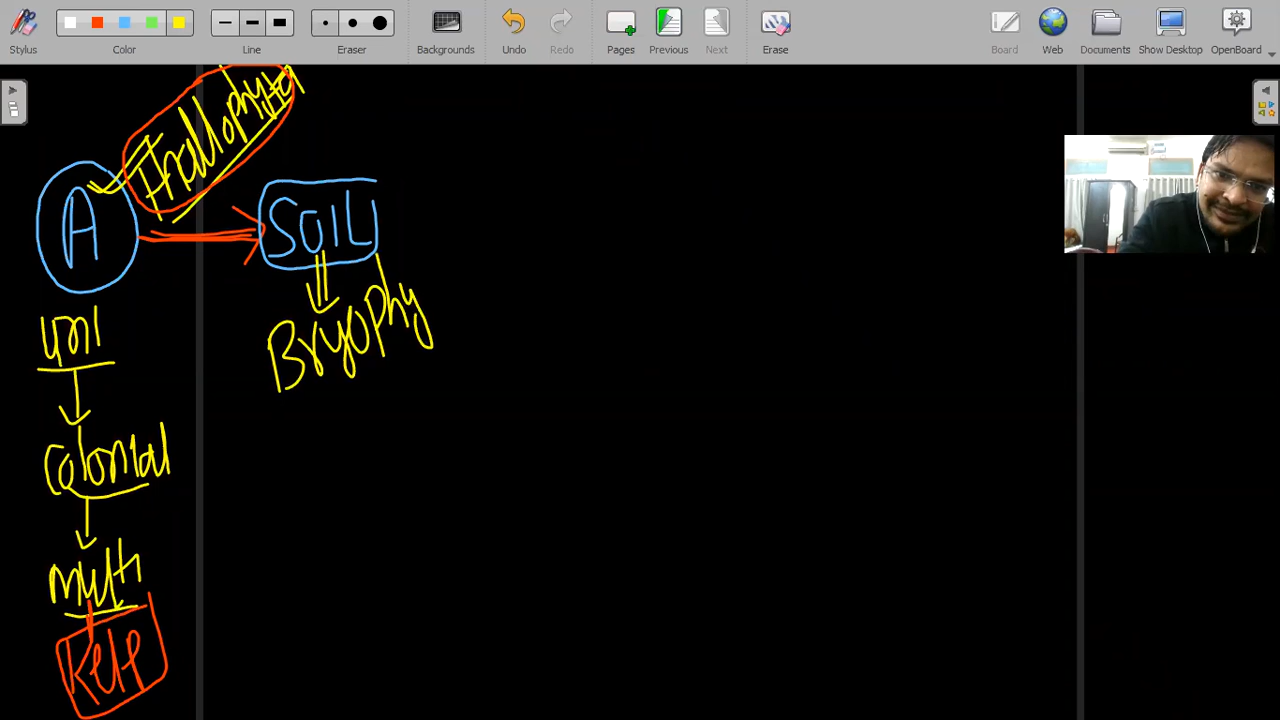 Stylus
Color
Line
Eraser
Backgrounds
Undo
Redo
Pages
Previous
Next
Erase
Board
Web
Documents
Show Desktop
OpenBoard
Thallophyta
A
SOIL
Bryophy
uni
colonial
multi
Kelp